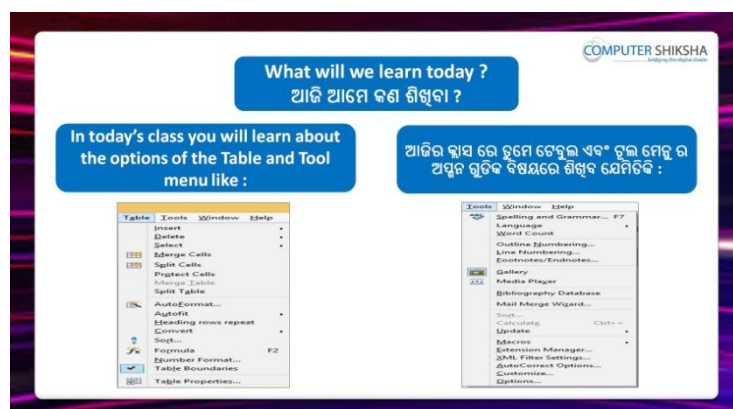 COMPUTER SHIKSHA
bridging the digital divide
What will we learn today ?
ଆଜି ଆମେ କଣ ଶିଖିବା ?
In today's class you will learn about
the options of the Table and Tool
menu like :
ଆଜିର କ୍ଲାସ ରେ ତୁମେ ଟେବୁଲ ଏବଂ ଟୁଲ ମେନୁ ର
ଅପ୍ସନ ଗୁଡିକ ବିଷୟରେ ଶିଖିବ ଯେମିତିକି :
Table Tools Window Help
Insert
Delete
Select
Merge Cells
Split Cells
Protect Cells
Merge Table
Split Table
AutoFormat...
Autofit
Heading rows repeat
Convert
Sort...
Formula F2
Number Format...
Table Boundaries
Table Properties...
Tools Window Help
Spelling and Grammar... F7
Language
Word Count
Outline Numbering...
Line Numbering...
Footnotes/Endnotes...
Gallery
Media Player
Bibliography Database
Mail Merge Wizard...
Sort...
Calculate Ctrl++
Update
Macros
Extension Manager...
XML Filter Settings...
AutoCorrect Options...
Customize...
Options...